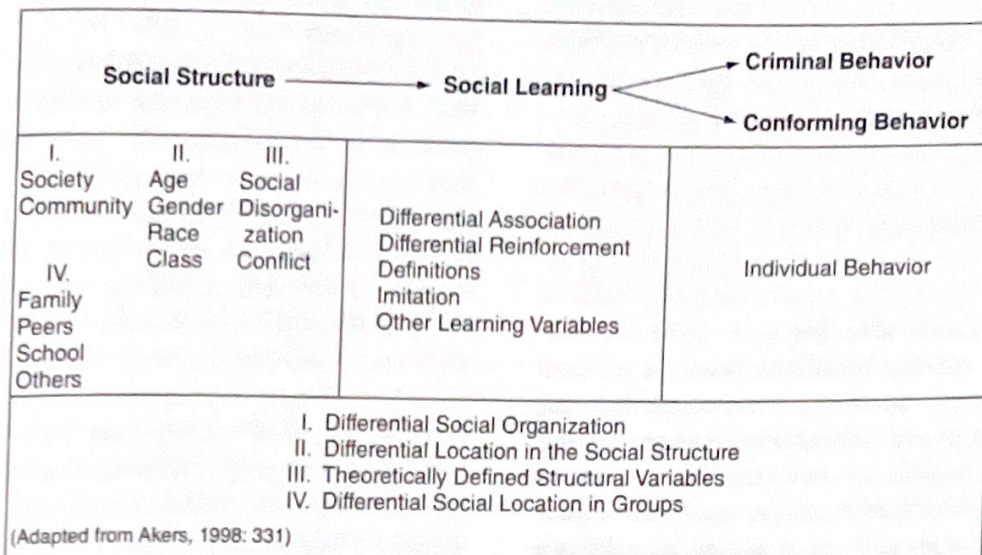 Social Structure Social Learning Criminal Behavior
Conforming Behavior
I.
Society
Community
II.
Age
Gender
Race
Class
III.
Social
Disorgani-
zation
Conflict
IV.
Family
Peers
School
Others
Differential Association
Differential Reinforcement
Definitions
Imitation
Other Learning Variables
Individual Behavior
I. Differential Social Organization
II. Differential Location in the Social Structure
III. Theoretically Defined Structural Variables
IV. Differential Social Location in Groups
(Adapted from Akers, 1998: 331)